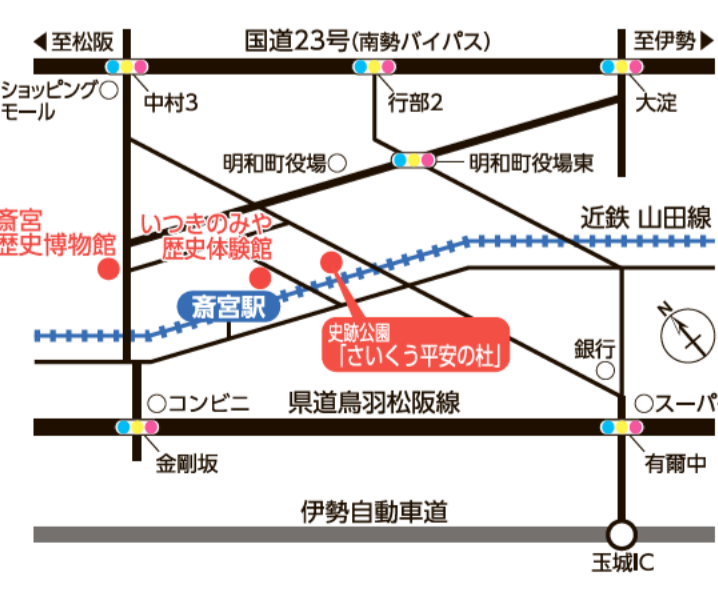 ◀至松阪
国道23号(南勢バイパス)
至伊勢▶
ショッピング○
モール
中村3
行部2
大淀
明和町役場○
明和町役場東
斎宮
歴史博物館
いつきのみや
歴史体験館
近鉄 山田線
斎宮駅
史跡公園
「さいくう平安の杜」
N
銀行
○
○コンビニ
県道鳥羽松阪線
○スーパ
金剛坂
有爾中
伊勢自動車道
玉城IC